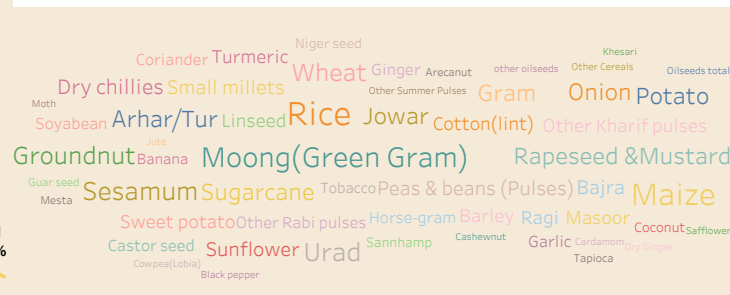 Niger seed
Khesari
Coriander Turmeric
Wheat Ginger Arecanut other oilseeds Other Cereals Oilseeds total
Dry chillies Small millets Other Summer Pulses Gram Onion Potato
Moth
Soyabean Arhar/Tur Linseed Rice Jowar Cotton(lint) Other Kharif pulses
Jute
Groundnut Banana Moong(Green Gram) Rapeseed &Mustard
Guar seed
Mesta Sesamum Sugarcane Tobacco Peas & beans (Pulses) Bajra Maize
Sweet potato Other Rabi pulses Horse-gram Barley Ragi Masoor Coconut Safflower
Castor seed Sunflower Urad Sannhamp Cashewnut Garlic Cardamom Dry Ginger
%
Cowpea(Lobia) Tapioca
Black pepper